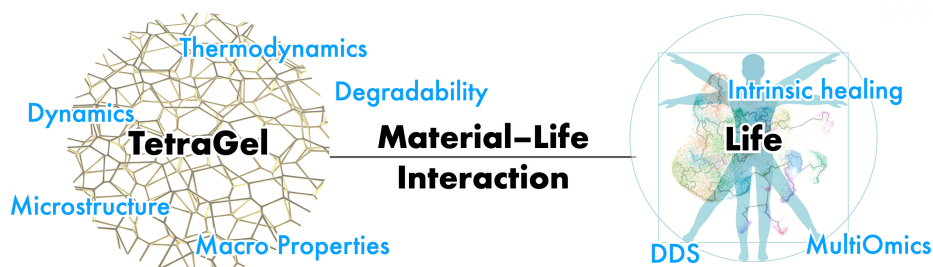 Thermodynamics
Dynamics
TetraGel
Microstructure
Macro Properties
Degradability
Material–Life
Interaction
Intrinsic healing
Life
DDS
MultiOmics